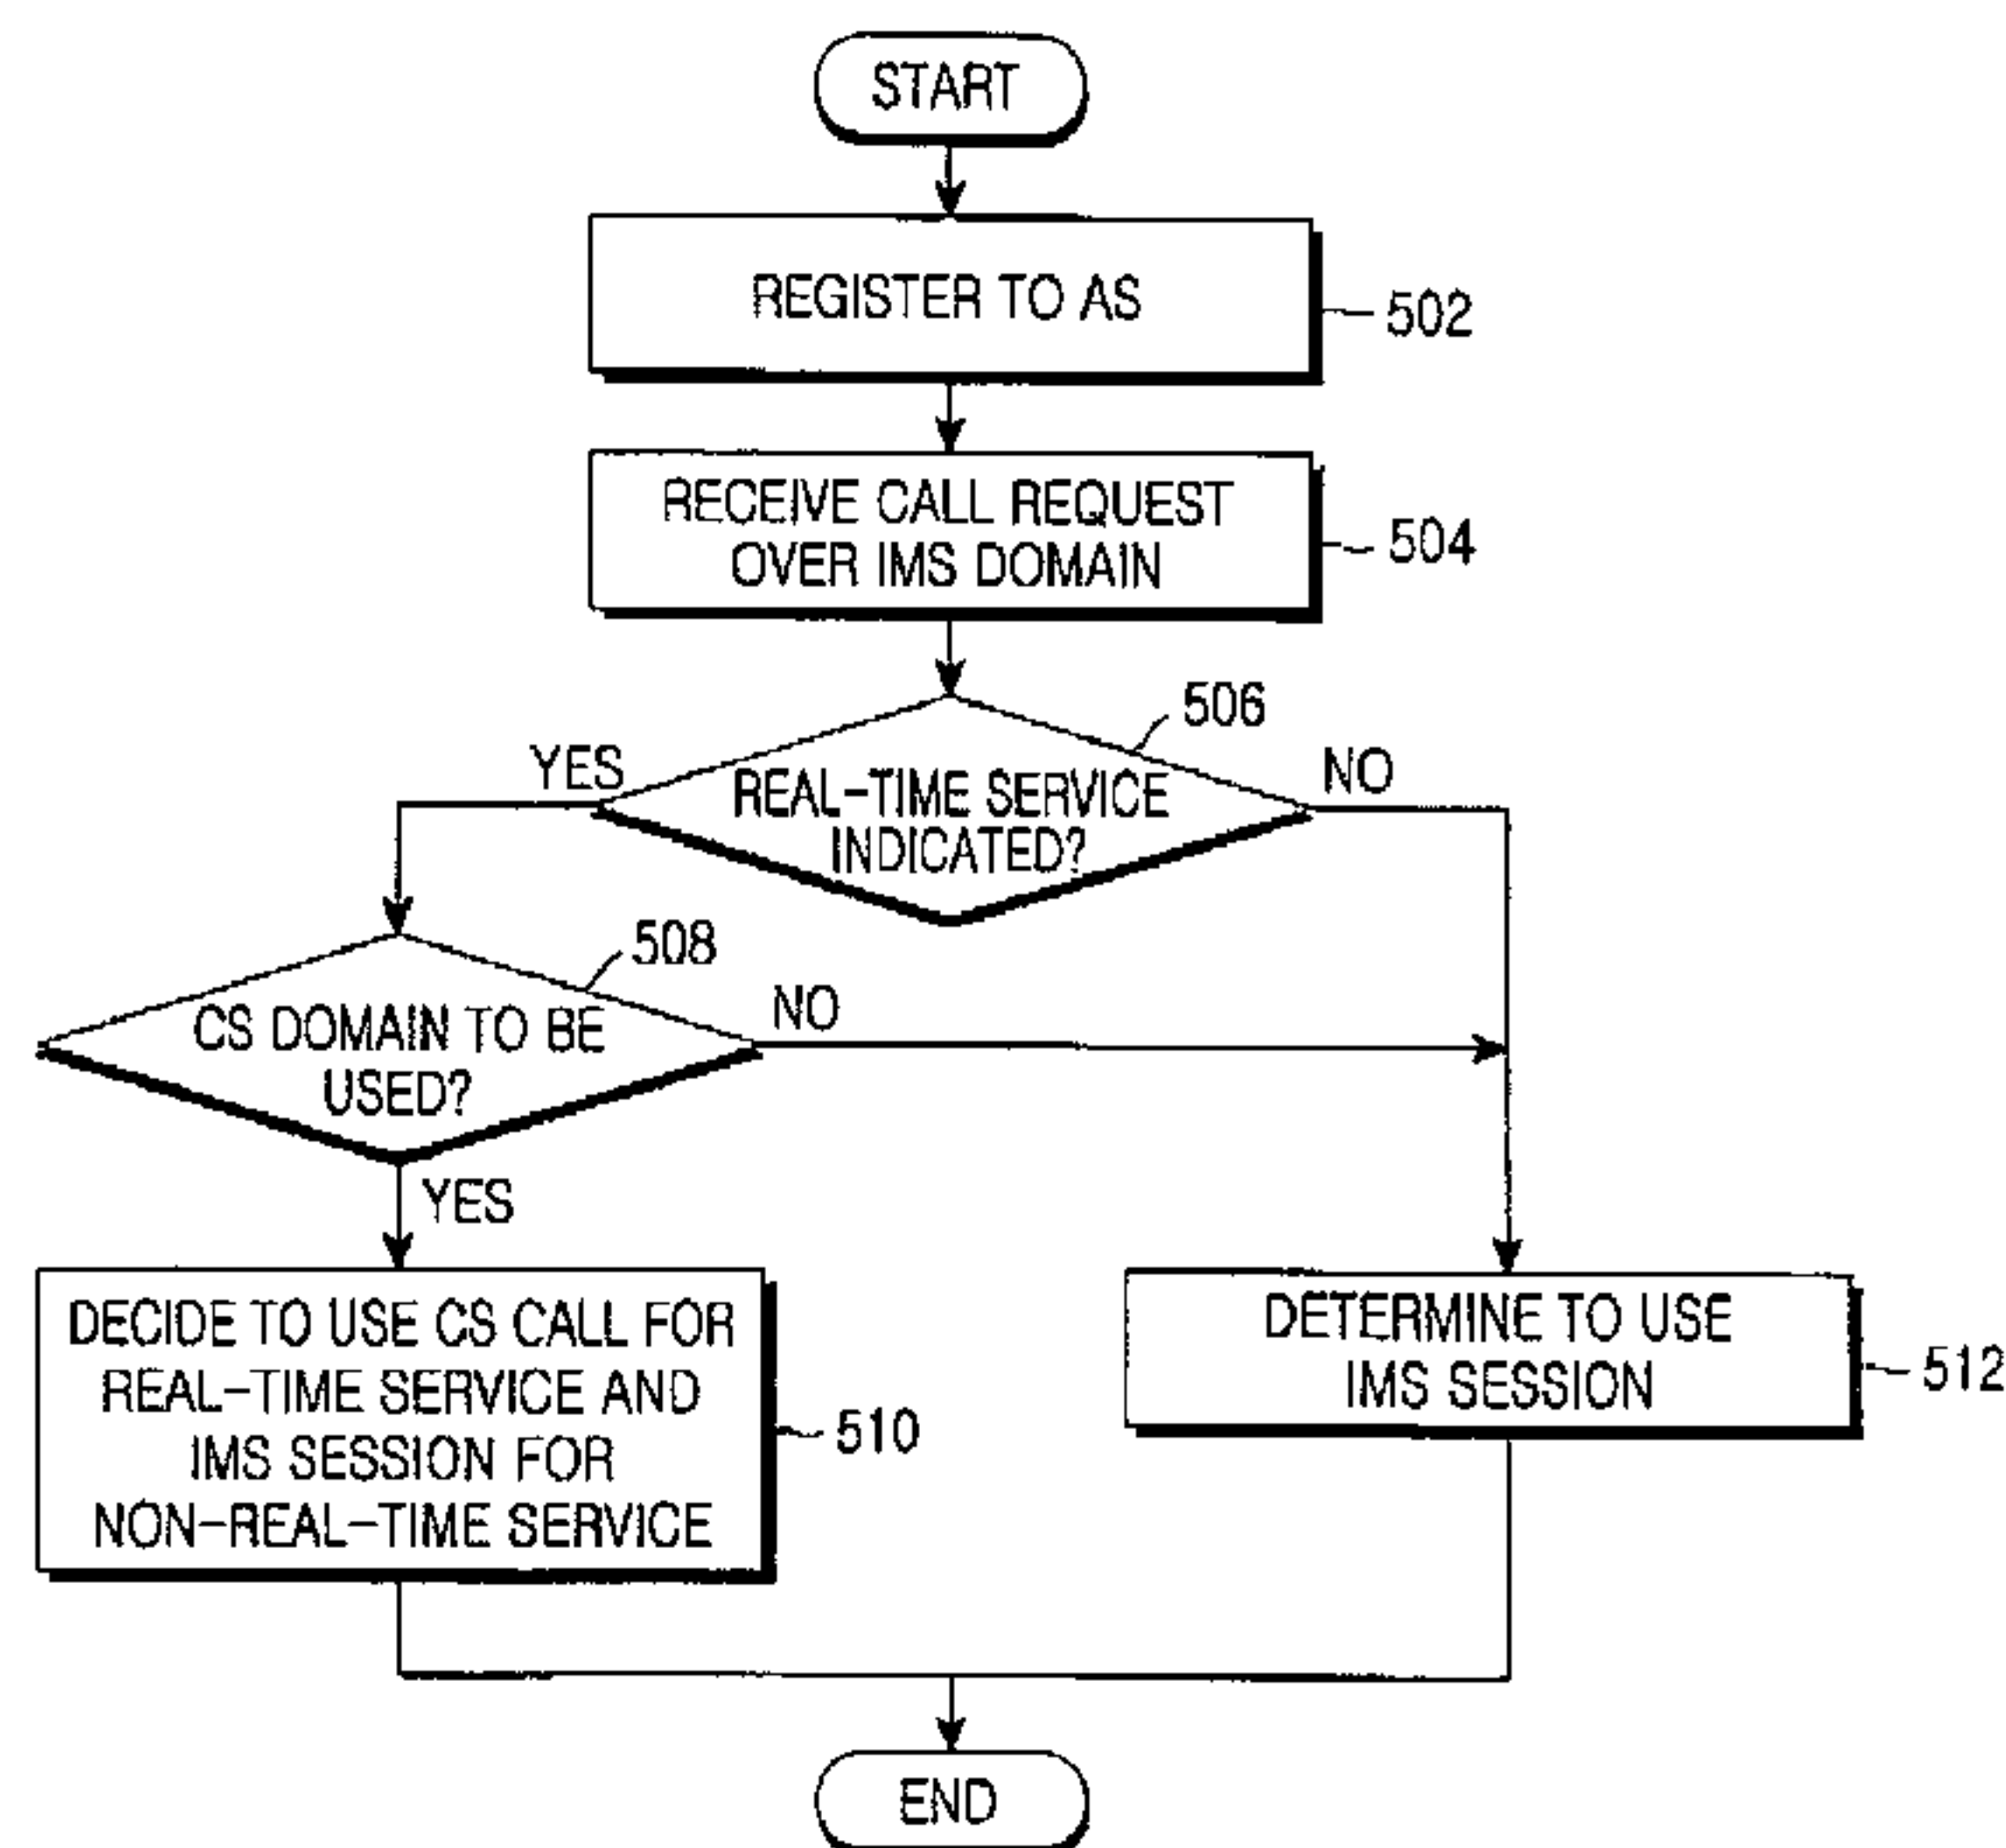 START
REGISTER TO AS
502
RECEIVE CALL REQUEST
OVER IMS DOMAIN
504
506
YES
NO
REAL-TIME SERVICE
INDICATED?
508
CS DOMAIN TO BE
USED?
NO
YES
DECIDE TO USE CS CALL FOR
REAL-TIME SERVICE AND
IMS SESSION FOR
NON-REAL-TIME SERVICE
510
DETERMINE TO USE
IMS SESSION
512
END